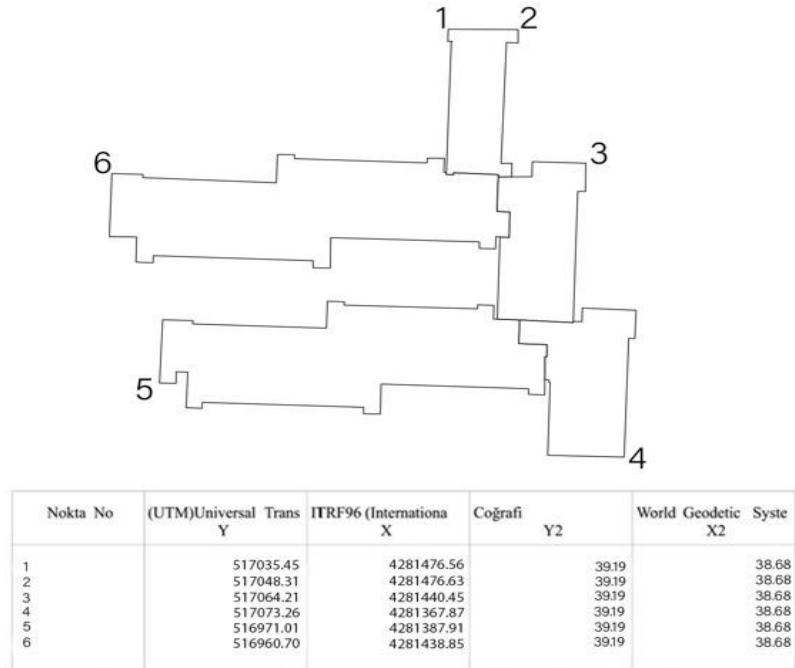 1 2
3
6
5
4
Nokta No (UTM)Universal Trans ITRF96 (Internationa Coğrafi World Geodetic Syste
Y X Y2 X2
1 517035.45 4281476.56 39.19 38.68
2 517048.31 4281476.63 39.19 38.68
3 517064.21 4281440.45 39.19 38.68
4 517073.26 4281367.87 39.19 38.68
5 516971.01 4281387.91 39.19 38.68
6 516960.70 4281438.85 39.19 38.68